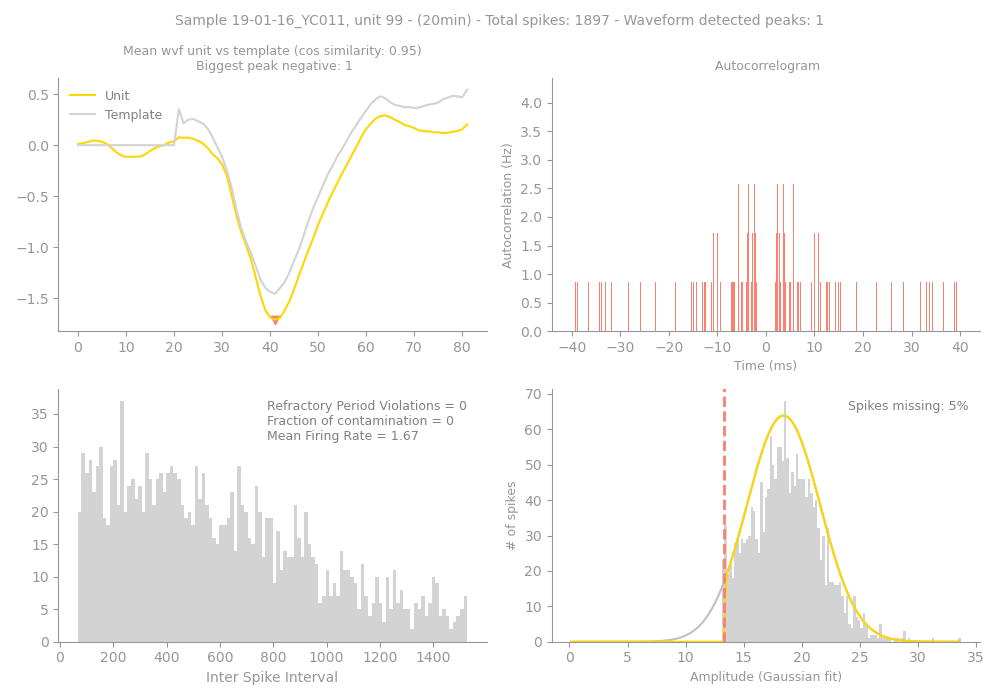 Sample 19-01-16_YC011, unit 99 - (20min) - Total spikes: 1897 - Waveform detected peaks: 1
Mean wvf unit vs template (cos similarity: 0.95)
Biggest peak negative: 1
Unit
Template
0.5
0.0
−0.5
−1.0
−1.5
0 10 20 30 40 50 60 70 80
Autocorrelogram
Autocorrelation (Hz)
4.0
3.5
3.0
2.5
2.0
1.5
1.0
0.5
0.0
−40 −30 −20 −10 0 10 20 30 40
Time (ms)
Refractory Period Violations = 0
Fraction of contamination = 0
Mean Firing Rate = 1.67
35
30
25
20
15
10
5
0
0 200 400 600 800 1000 1200 1400
Inter Spike Interval
Spikes missing: 5%
# of spikes
70
60
50
40
30
20
10
0
0 5 10 15 20 25 30 35
Amplitude (Gaussian fit)